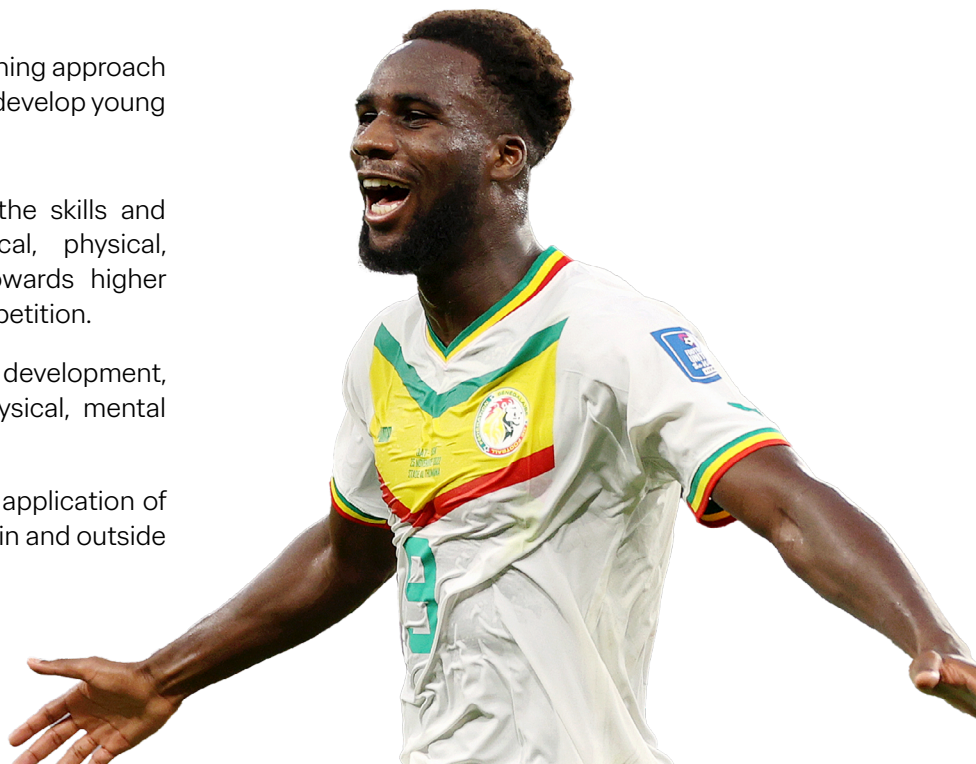 ning approach
develop young
the skills and
cal, physical,
owards higher
petition.
development,
ysical, mental
application of
in and outside
9